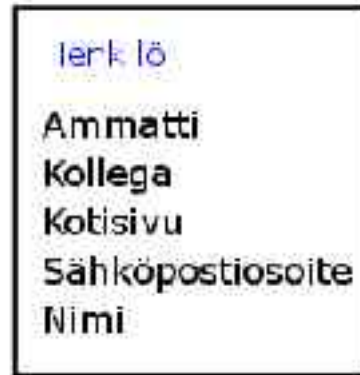 Ammatti
Kollega
Kotisivu
Sähköpostiosoite
Nimi